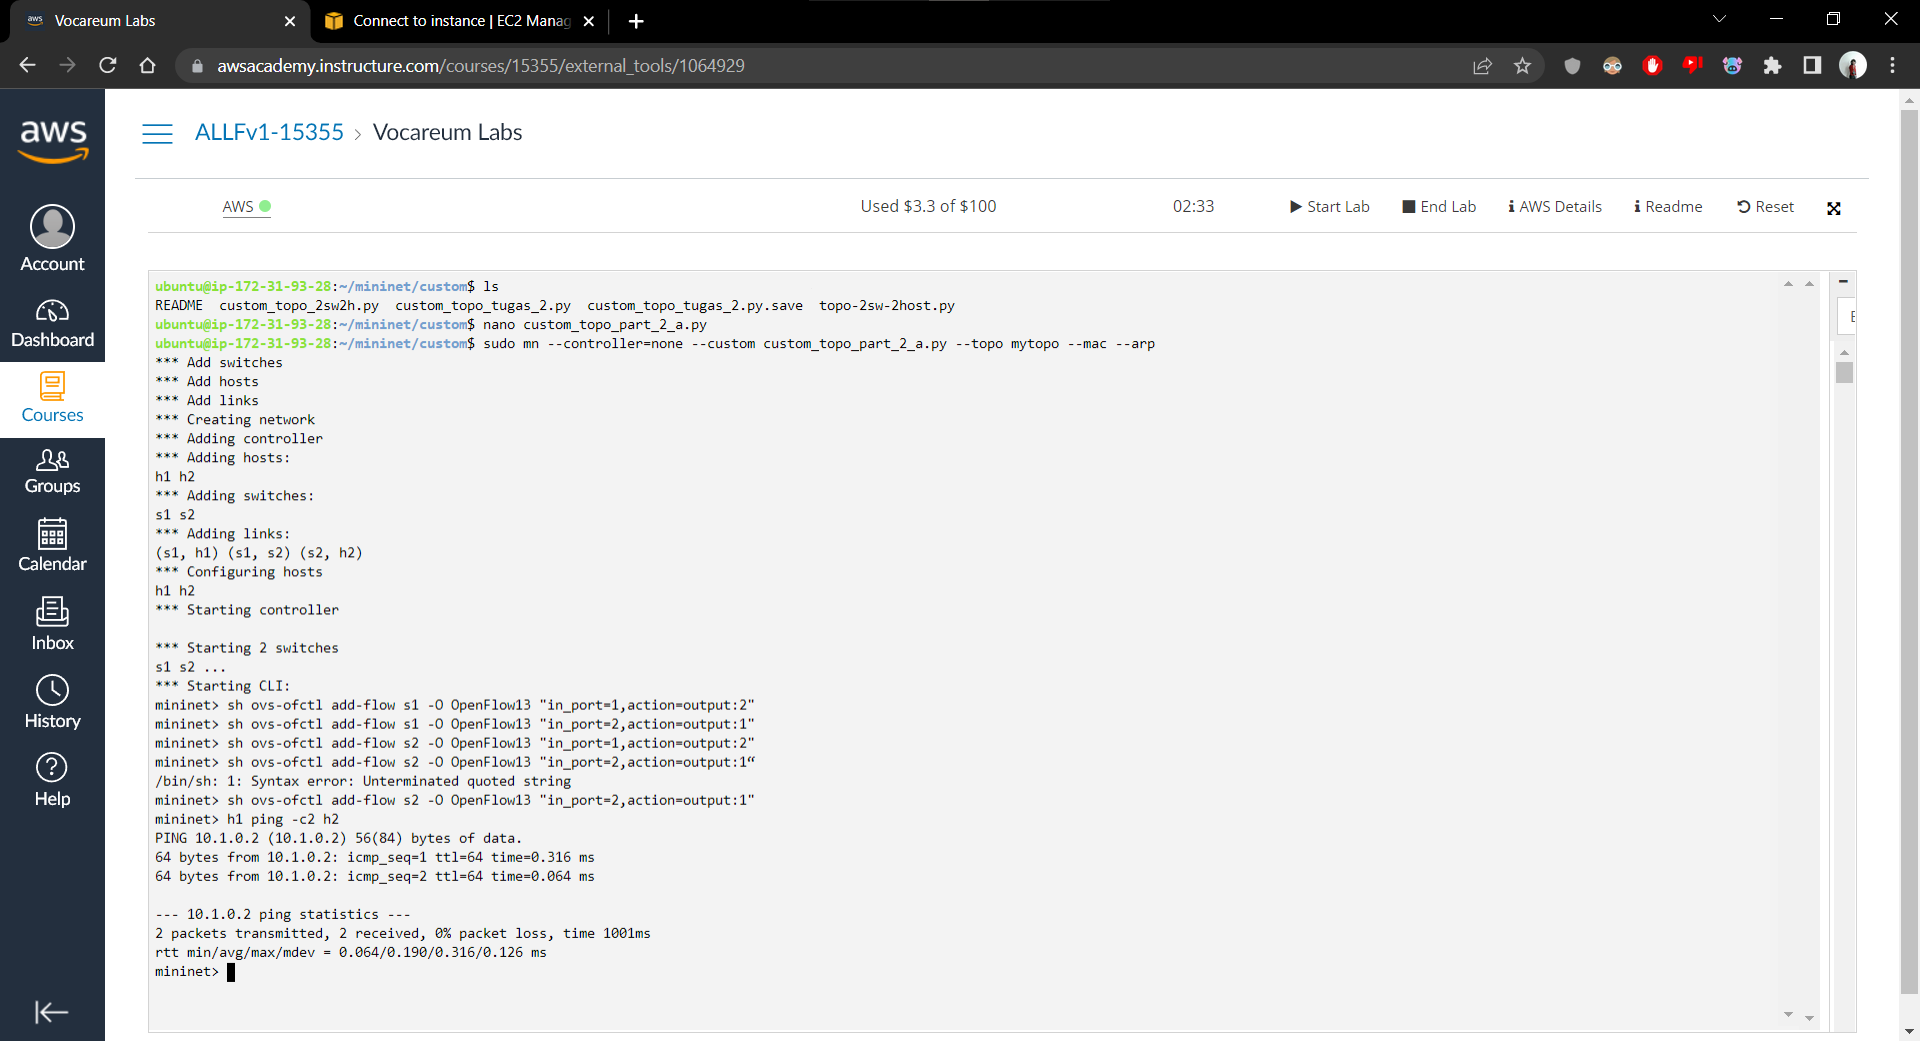 aws Vocareum Labs
Connect to instance | EC2 Manag
awsacademy.instructure.com/courses/15355/external_tools/1064929
aws
Account
Dashboard
Courses
Groups
Calendar
Inbox
History
Help
ALLFv1-15355 > Vocareum Labs
AWS
Used $3.3 of $100
02:33
Start Lab
End Lab
AWS Details
Readme
Reset
ubuntu@ip-172-31-93-28:~/mininet/custom$ ls
README  custom_topo_2sw2h.py  custom_topo_tugas_2.py  custom_topo_tugas_2.py.save  topo-2sw-2host.py
ubuntu@ip-172-31-93-28:~/mininet/custom$ nano custom_topo_part_2_a.py
ubuntu@ip-172-31-93-28:~/mininet/custom$ sudo mn --controller=none --custom custom_topo_part_2_a.py --topo mytopo --mac --arp
*** Add switches
*** Add hosts
*** Add links
*** Creating network
*** Adding controller
*** Adding hosts:
h1 h2
*** Adding switches:
s1 s2
*** Adding links:
(s1, h1) (s1, s2) (s2, h2)
*** Configuring hosts
h1 h2
*** Starting controller
*** Starting 2 switches
s1 s2 ...
*** Starting CLI:
mininet> sh ovs-ofctl add-flow s1 -O OpenFlow13 "in_port=1,action=output:2"
mininet> sh ovs-ofctl add-flow s1 -O OpenFlow13 "in_port=2,action=output:1"
mininet> sh ovs-ofctl add-flow s2 -O OpenFlow13 "in_port=1,action=output:2"
mininet> sh ovs-ofctl add-flow s2 -O OpenFlow13 "in_port=2,action=output:1“
/bin/sh: 1: Syntax error: Unterminated quoted string
mininet> sh ovs-ofctl add-flow s2 -O OpenFlow13 "in_port=2,action=output:1"
mininet> h1 ping -c2 h2
PING 10.1.0.2 (10.1.0.2) 56(84) bytes of data.
64 bytes from 10.1.0.2: icmp_seq=1 ttl=64 time=0.316 ms
64 bytes from 10.1.0.2: icmp_seq=2 ttl=64 time=0.064 ms
--- 10.1.0.2 ping statistics ---
2 packets transmitted, 2 received, 0% packet loss, time 1001ms
rtt min/avg/max/mdev = 0.064/0.190/0.316/0.126 ms
mininet>